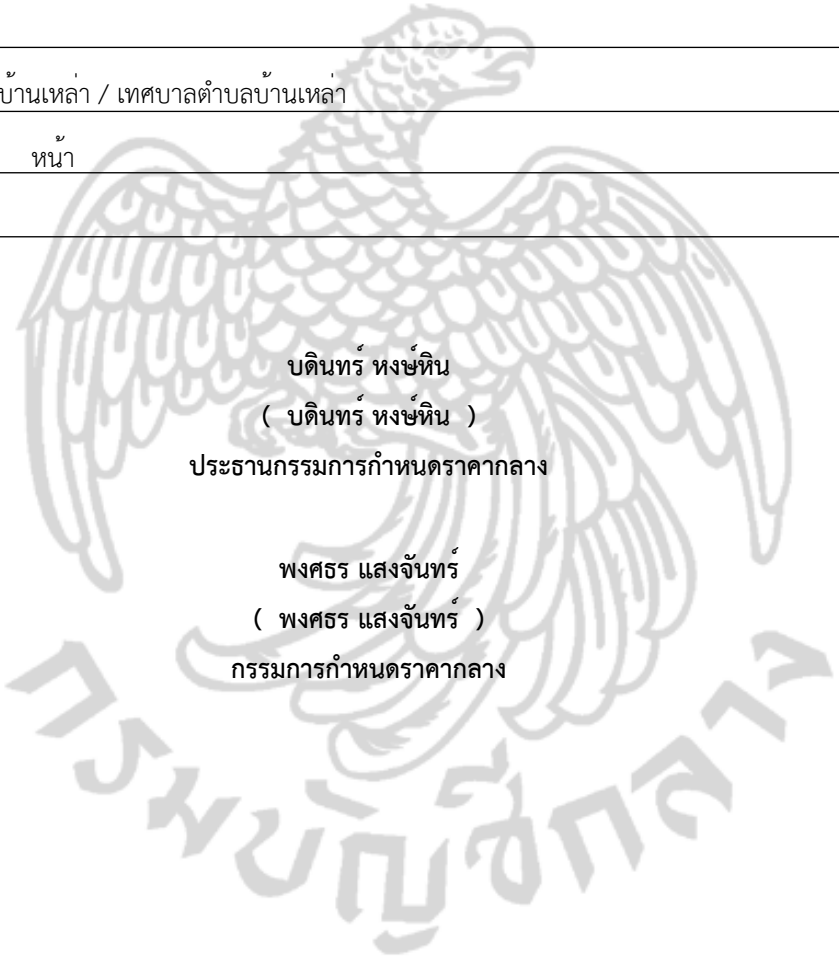 บ้านเหล่า / เทศบาลตำบลบ้านเหล่า
หน้า
บดินทร์ หงษ์หิน
( บดินทร์ หงษ์หิน )
ประธานกรรมการกำหนดราคากลาง
พงศธร แสงจันทร์
( พงศธร แสงจันทร์ )
กรรมการกำหนดราคากลาง
กรมบัญชีกลาง